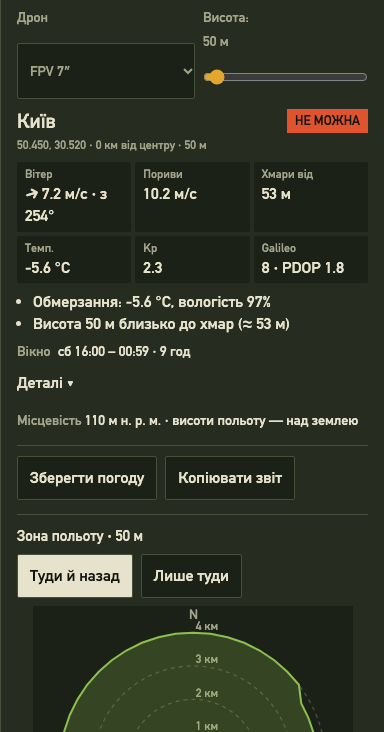 Дрон
Висота:
50 м
FPV 7″
Київ
НЕ МОЖНА
50.450, 30.520 · 0 км від центру · 50 м
Вітер
7.2 м/с · з
254°
Пориви
10.2 м/с
Хмари від
53 м
Темп.
-5.6 °C
Kp
2.3
Galileo
8 · PDOP 1.8
Обмерзання: -5.6 °C, вологість 97%
Висота 50 м близько до хмар (≈ 53 м)
Вікно сб 16:00 – 00:59 · 9 год
Деталі ▾
Місцевість 110 м н. р. м. · висоти польоту — над землею
Зберегти погоду
Копіювати звіт
Зона польоту · 50 м
Туди й назад
Лише туди
N
4 км
3 км
2 км
1 км